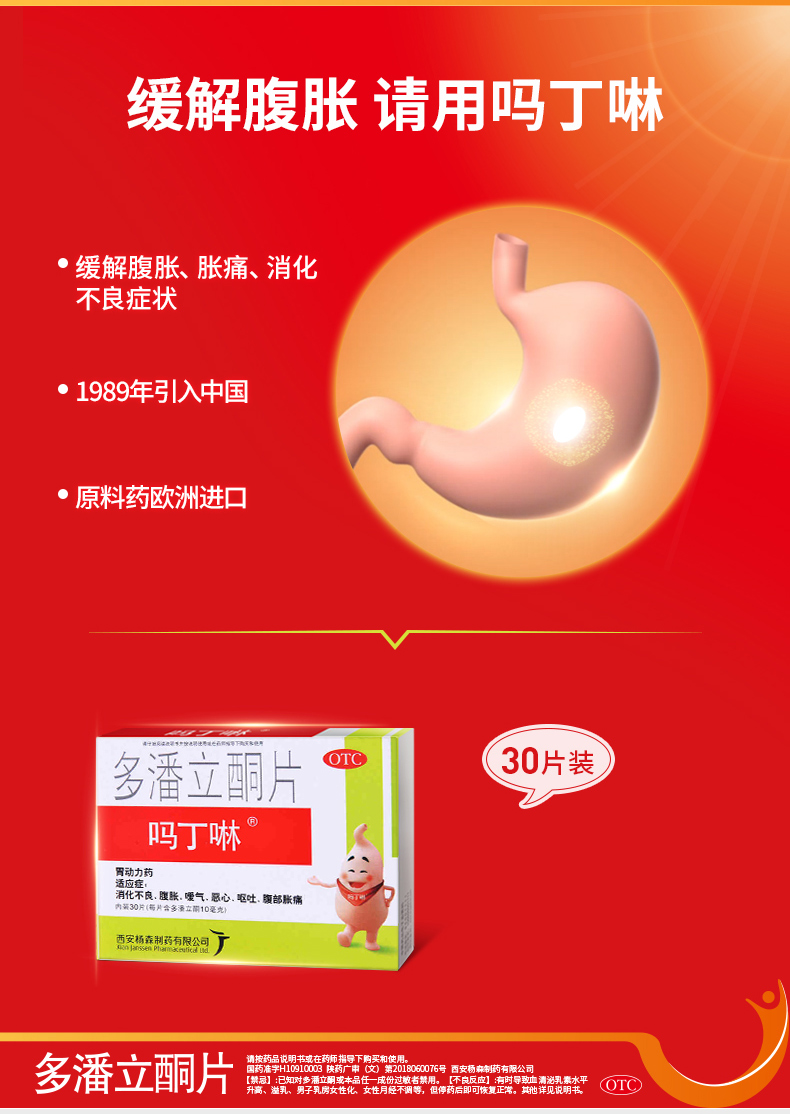 缓解腹胀 请用吗丁啉
缓解腹胀、胀痛、消化
不良症状
1989年引入中国
原料药欧洲进口
30片装
吗丁啉
OTC
多潘立酮片
吗丁啉®
胃动力药
适应症：
消化不良、腹胀、嗳气、恶心、呕吐、腹部胀痛
内装30片(每片含多潘立酮10毫克)
吗丁啉
西安杨森制药有限公司
Xian Janssen Pharmaceutical Ltd.
多潘立酮片
请按药品说明书或在药师指导下购买和使用。
国药准字H10910003 陕药广审（文）第2018060076号 西安杨森制药有限公司
【禁忌】:已知对多潘立酮或本品任一成份过敏者禁用。【不良反应】:有时导致血清泌乳素水平
升高、溢乳、男子乳房女性化、女性月经不调等，但停药后即可恢复正常。其他详见说明书。
OTC